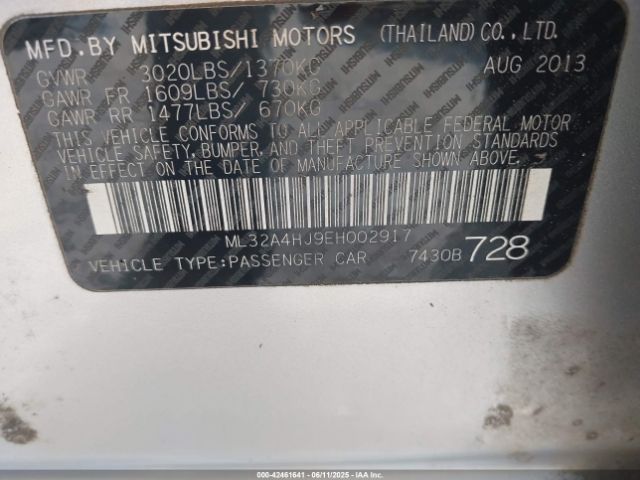 MFD.BY MITSUBISHI MOTORS (THAILAND)CO.,LTD.
GVWR 3020LBS/1370KG AUG 2013
GAWR FR 1609LBS/ 730KG
GAWR RR 1477LBS/ 670KG
THIS VEHICLE CONFORMS TO ALL APPLICABLE FEDERAL MOTOR
VEHICLE SAFETY, BUMPER, AND THEFT PREVENTION STANDARDS
IN EFFECT ON THE DATE OF MANUFACTURE SHOWN ABOVE.
ML32A4HJ9EH002917
VEHICLE TYPE:PASSENGER CAR 7430B 728
000-42461641 - 06/11/2025 - IAAI.COM